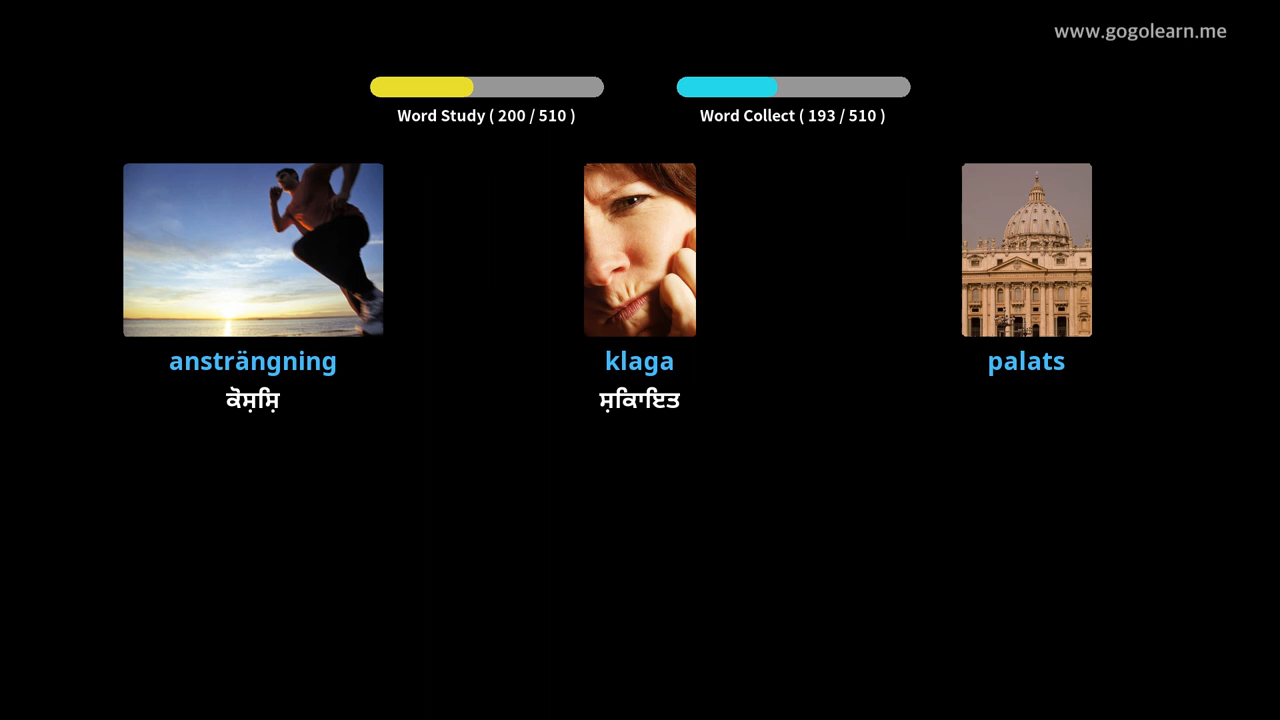 www.gogolearn.me
Word Study ( 200 / 510 )
Word Collect ( 193 / 510 )
ansträngning
klaga
palats
ਕੋਸ਼ਿਸ਼
ਸ਼ਿਕਾਇਤ